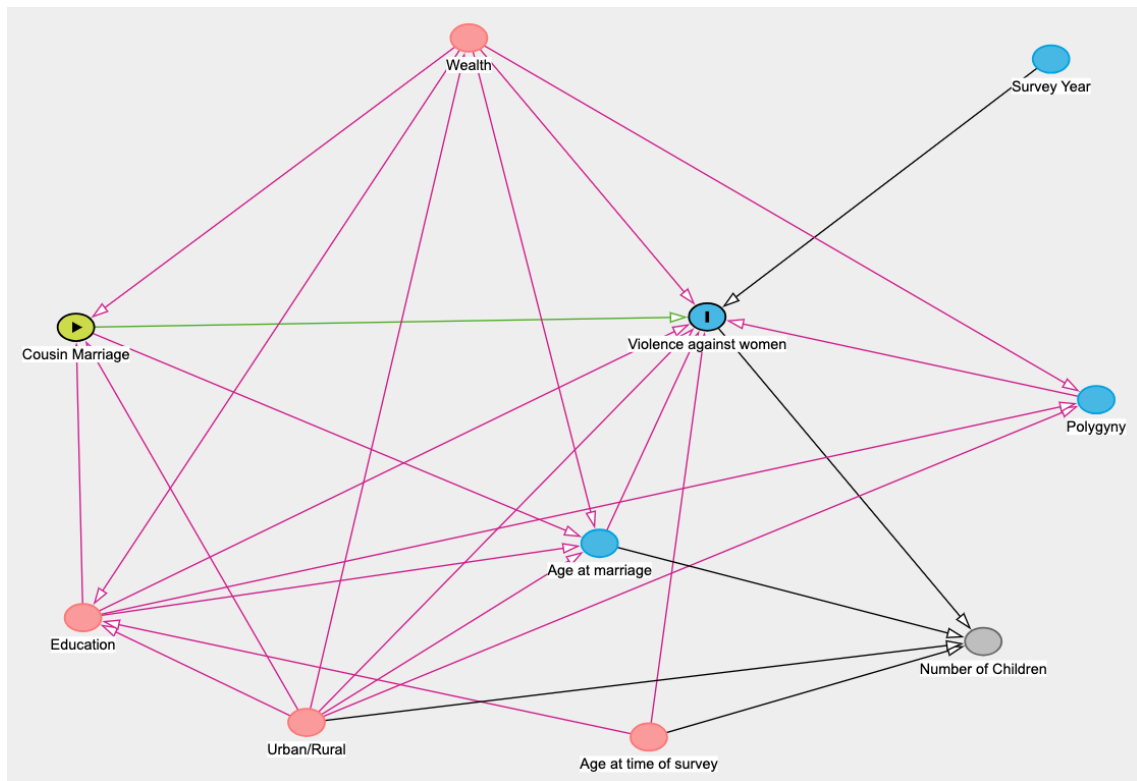 Wealth
Survey Year
Cousin Marriage
Violence against women
Polygyny
Age at marriage
Education
Number of Children
Urban/Rural
Age at time of survey